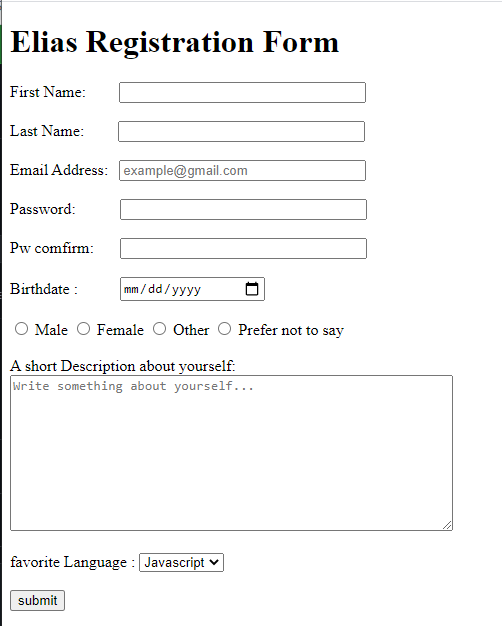 Elias Registration Form
First Name:
Last Name:
Email Address: example@gmail.com
Password:
Pw comfirm:
Birthdate : mm/dd/yyyy
Male Female Other Prefer not to say
A short Description about yourself:
Write something about yourself...
favorite Language : Javascript
submit